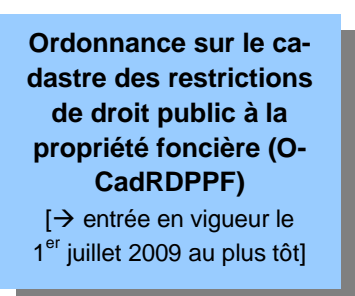 Ordonnance sur le ca-
dastre des restrictions
de droit public à la
propriété foncière (O-
CadRDPPF)
[→ entrée en vigueur le
1er juillet 2009 au plus tôt]